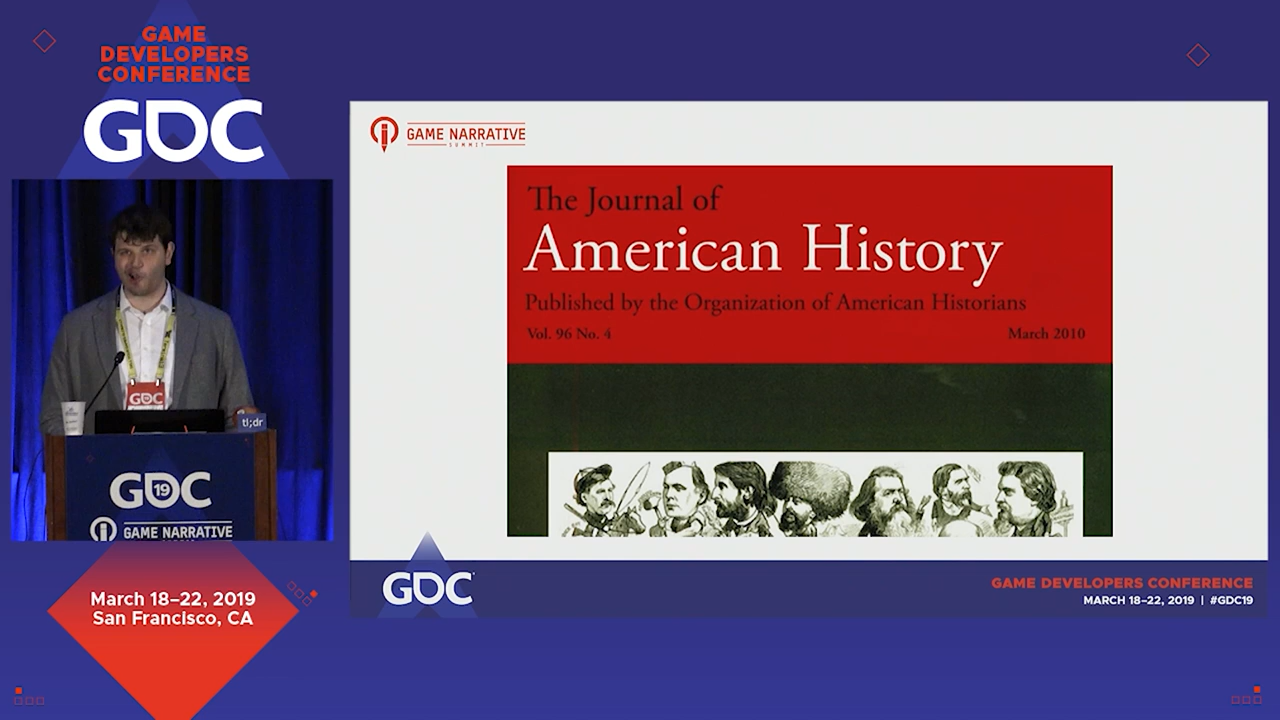 GAME
DEVELOPERS
CONFERENCE
GDC
GAME NARRATIVE
SUMMIT
The Journal of
American History
Published by the Organization of American Historians
Vol. 96 No. 4
March 2010
GDC
tl;dr
GDC
19
GAME NARRATIVE
March 18–22, 2019
San Francisco, CA
GDC
GAME DEVELOPERS CONFERENCE
MARCH 18–22, 2019 | #GDC19